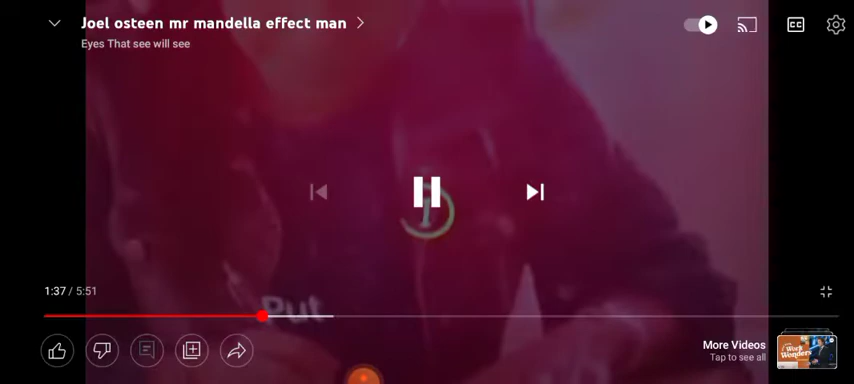 Joel osteen mr mandella effect man
Eyes That see will see
CC
Put
1:37 / 5:51
More Videos
Tap to see all
Work
Wonders